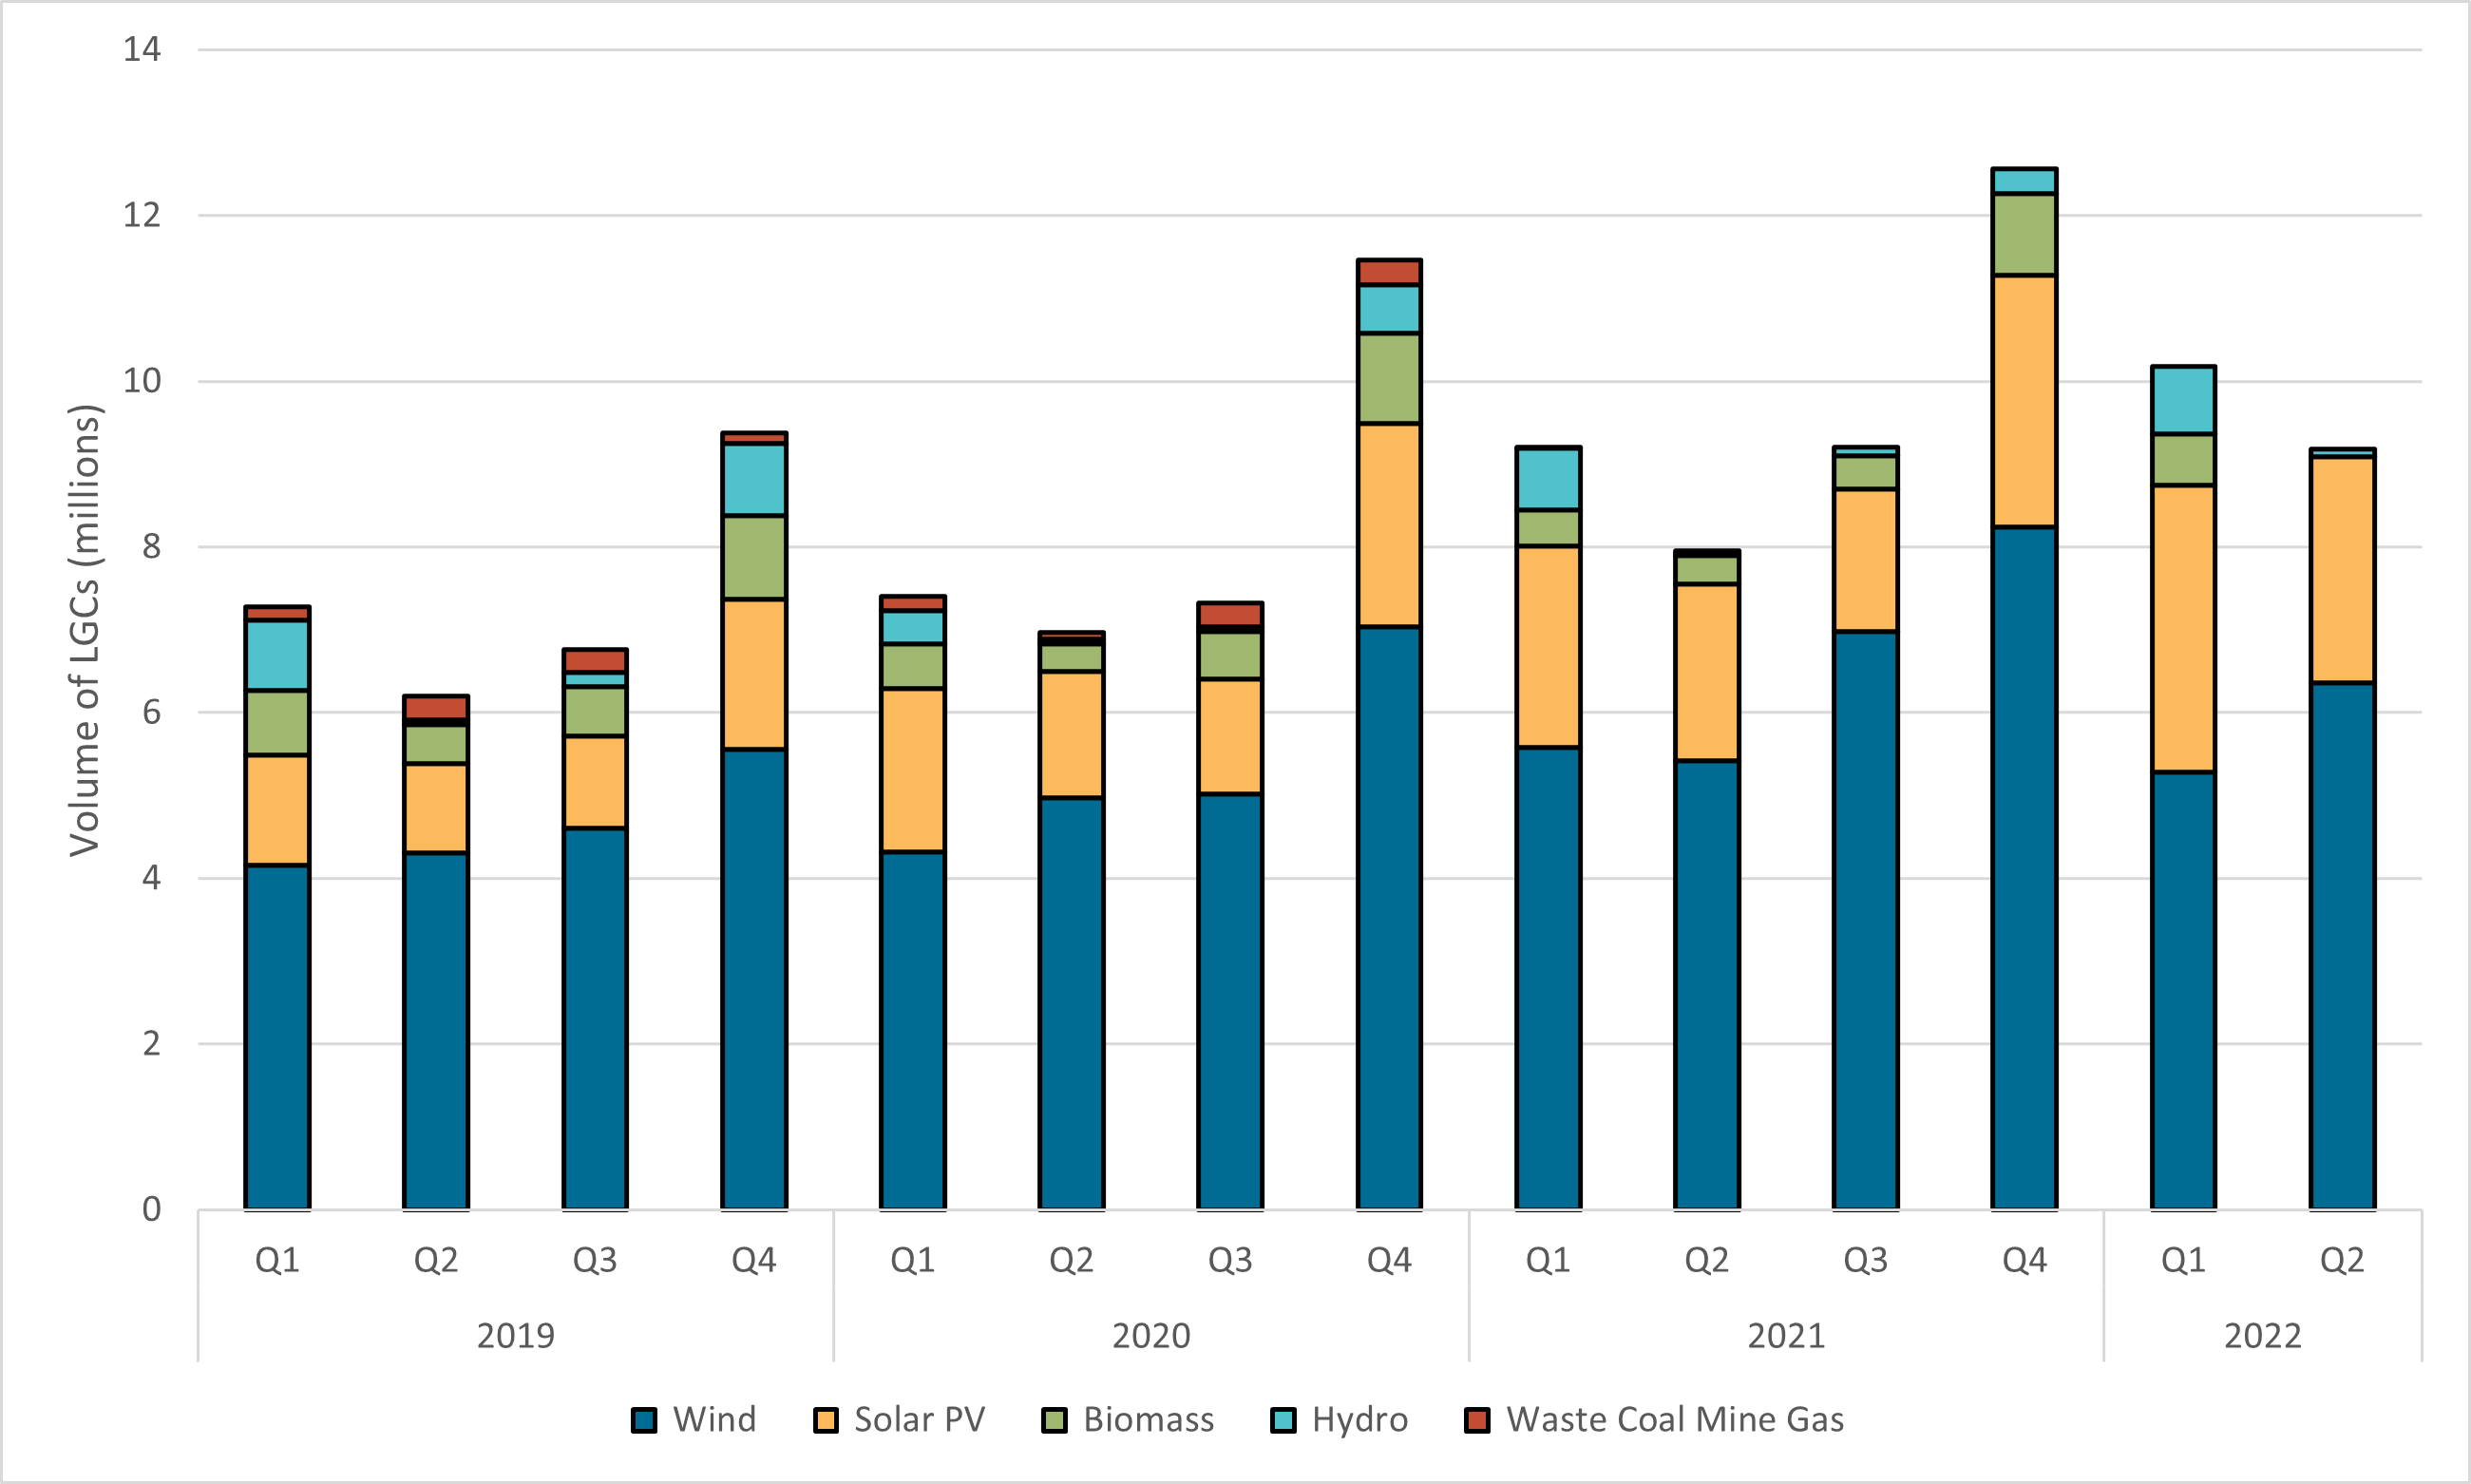 Volume of LGCs (millions)
14
12
10
8
6
4
2
0
Q1 Q2 Q3 Q4 Q1 Q2 Q3 Q4 Q1 Q2 Q3 Q4 Q1 Q2
2019 2020 2021 2022
Wind Solar PV Biomass Hydro Waste Coal Mine Gas